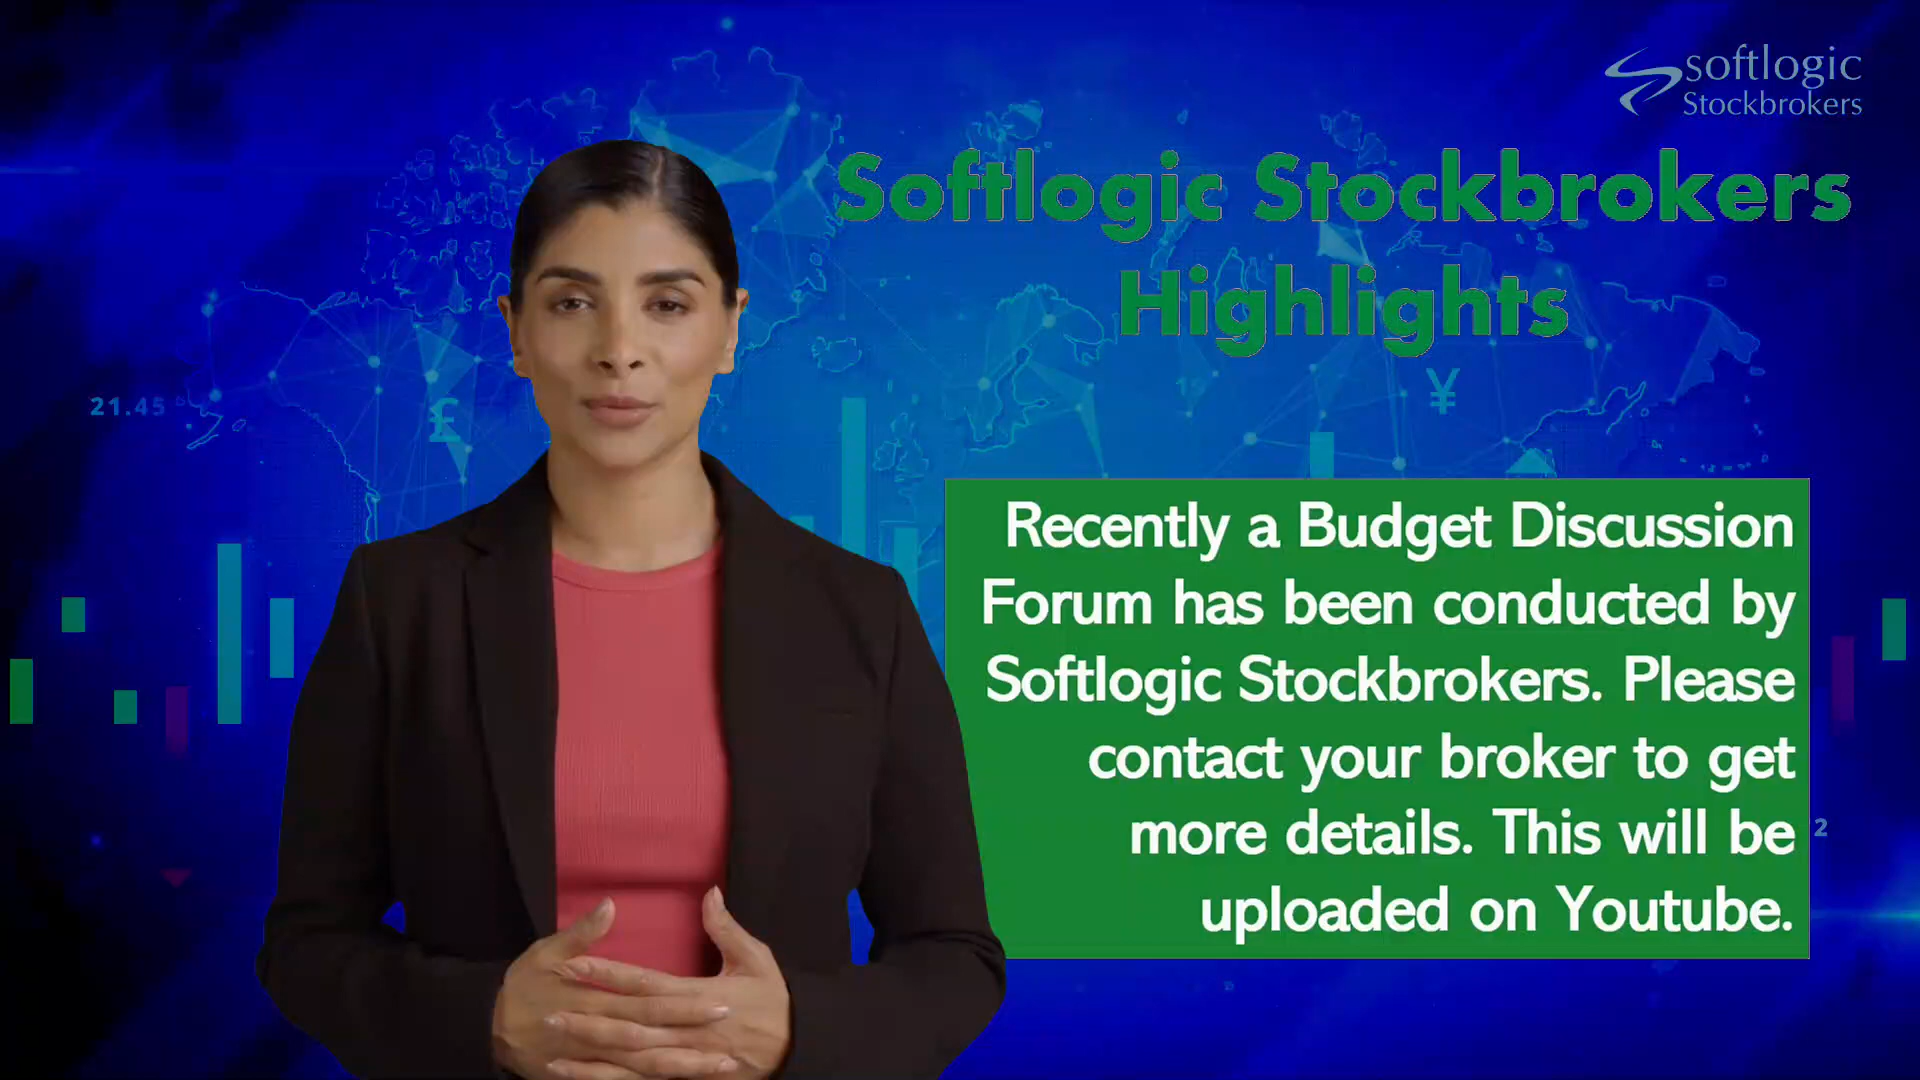 softlogic
Stockbrokers
Softlogic Stockbrokers
Highlights
¥
21.45
£
Recently a Budget Discussion
Forum has been conducted by
Softlogic Stockbrokers. Please
contact your broker to get
more details. This will be
uploaded on Youtube.
2